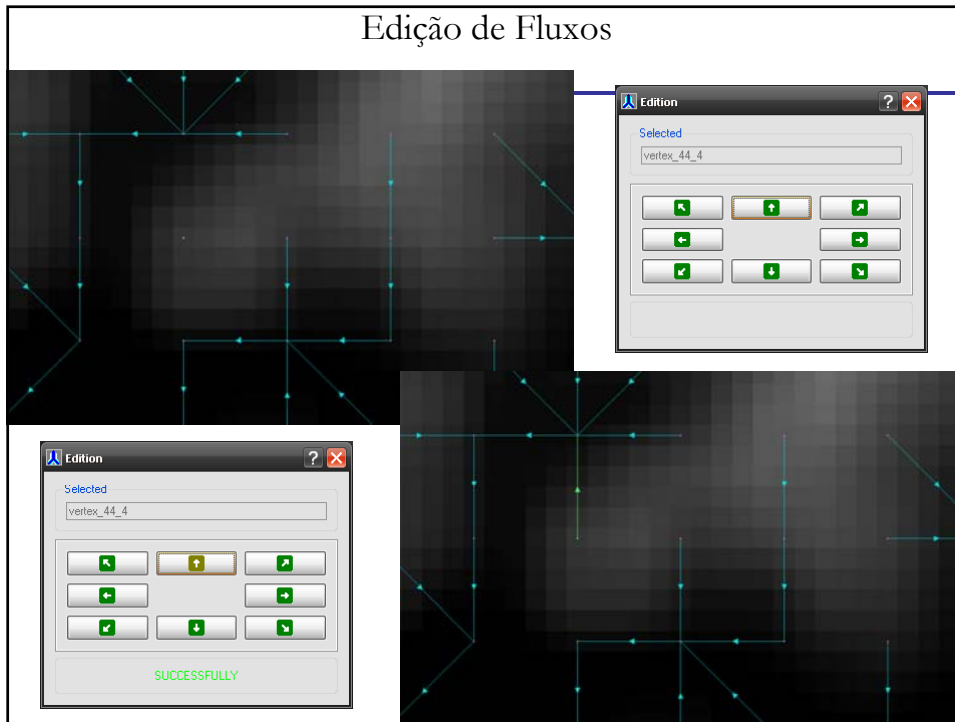 Edição de Fluxos
Edition
Selected
vertex_44_4
Edition
Selected
vertex_44_4
SUCCESSFULLY